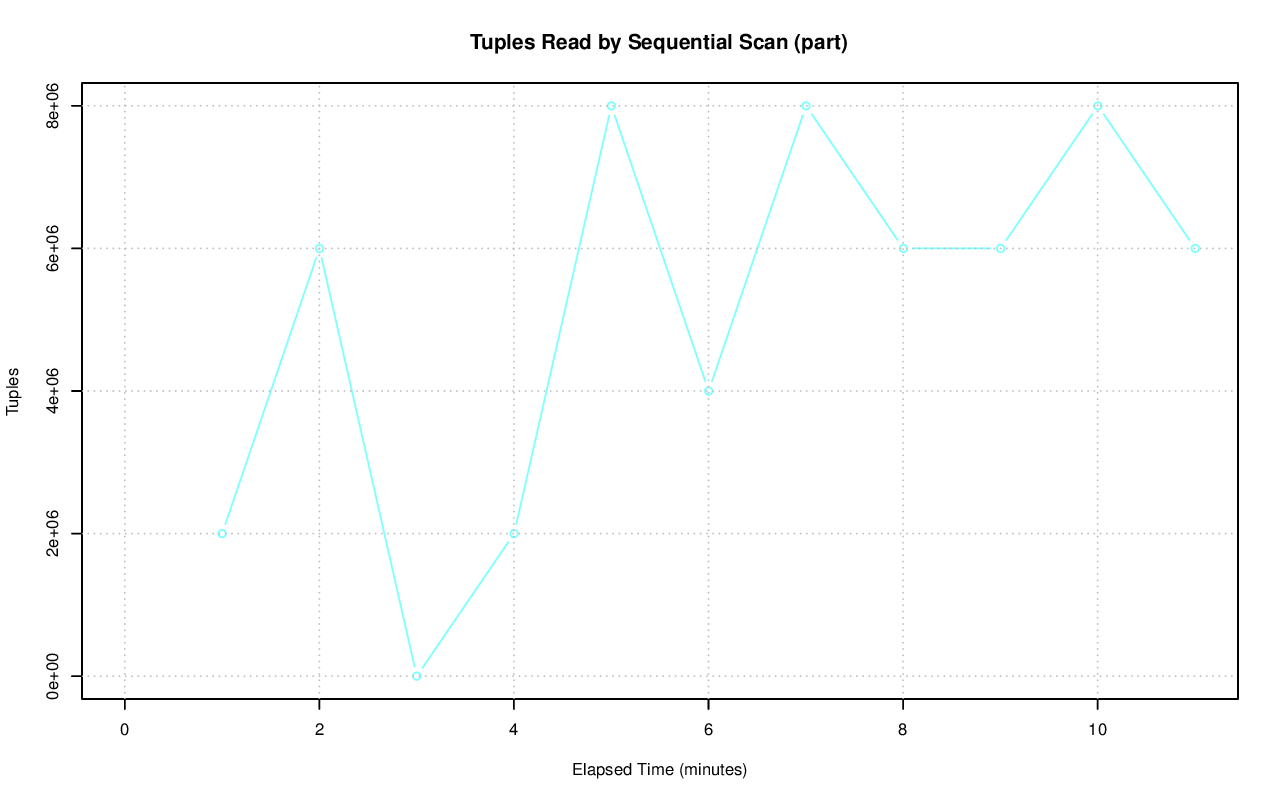 Tuples Read by Sequential Scan (part)
Tuples
8e+06
6e+06
4e+06
2e+06
0e+00
0 2 4 6 8 10
Elapsed Time (minutes)